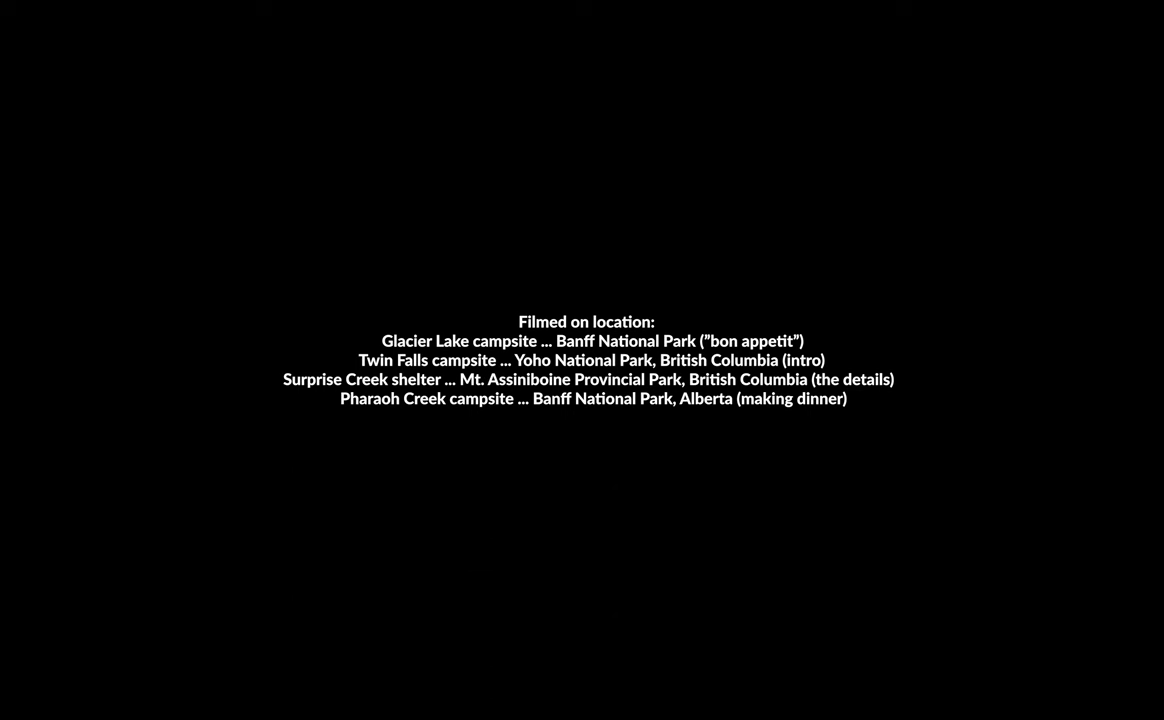 Filmed on location:
Glacier Lake campsite ... Banff National Park (”bon appetit”)
Twin Falls campsite ... Yoho National Park, British Columbia (intro)
Surprise Creek shelter ... Mt. Assiniboine Provincial Park, British Columbia (the details)
Pharaoh Creek campsite ... Banff National Park, Alberta (making dinner)